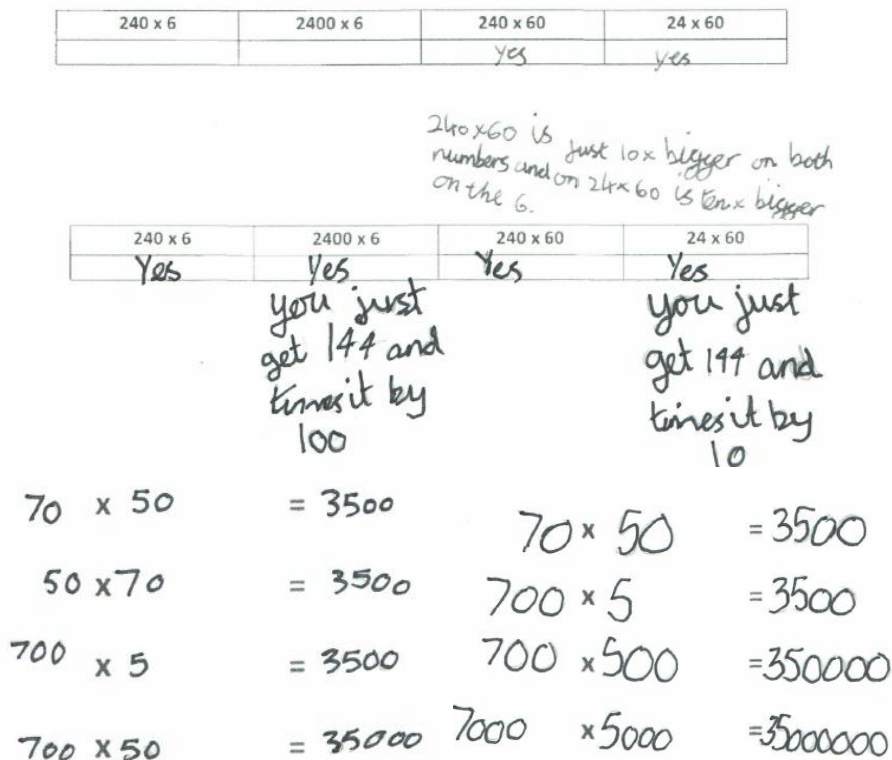 240 x 6 2400 x 6 240 x 60 24 x 60
yes yes
240x60 is just 10x bigger on both
numbers and on 24x60 is ten x bigger
on the 6.
240 x 6 2400 x 6 240 x 60 24 x 60
Yes Yes Yes Yes
you just
get 144 and
times it by
100
you just
get 144 and
times it by
10
70 x 50 = 3500
50 x 70 = 3500
700 x 5 = 3500
700 x 50 = 35000
70 x 50 = 3500
700 x 5 = 3500
700 x 500 = 350000
7000 x 5000 = 35000000